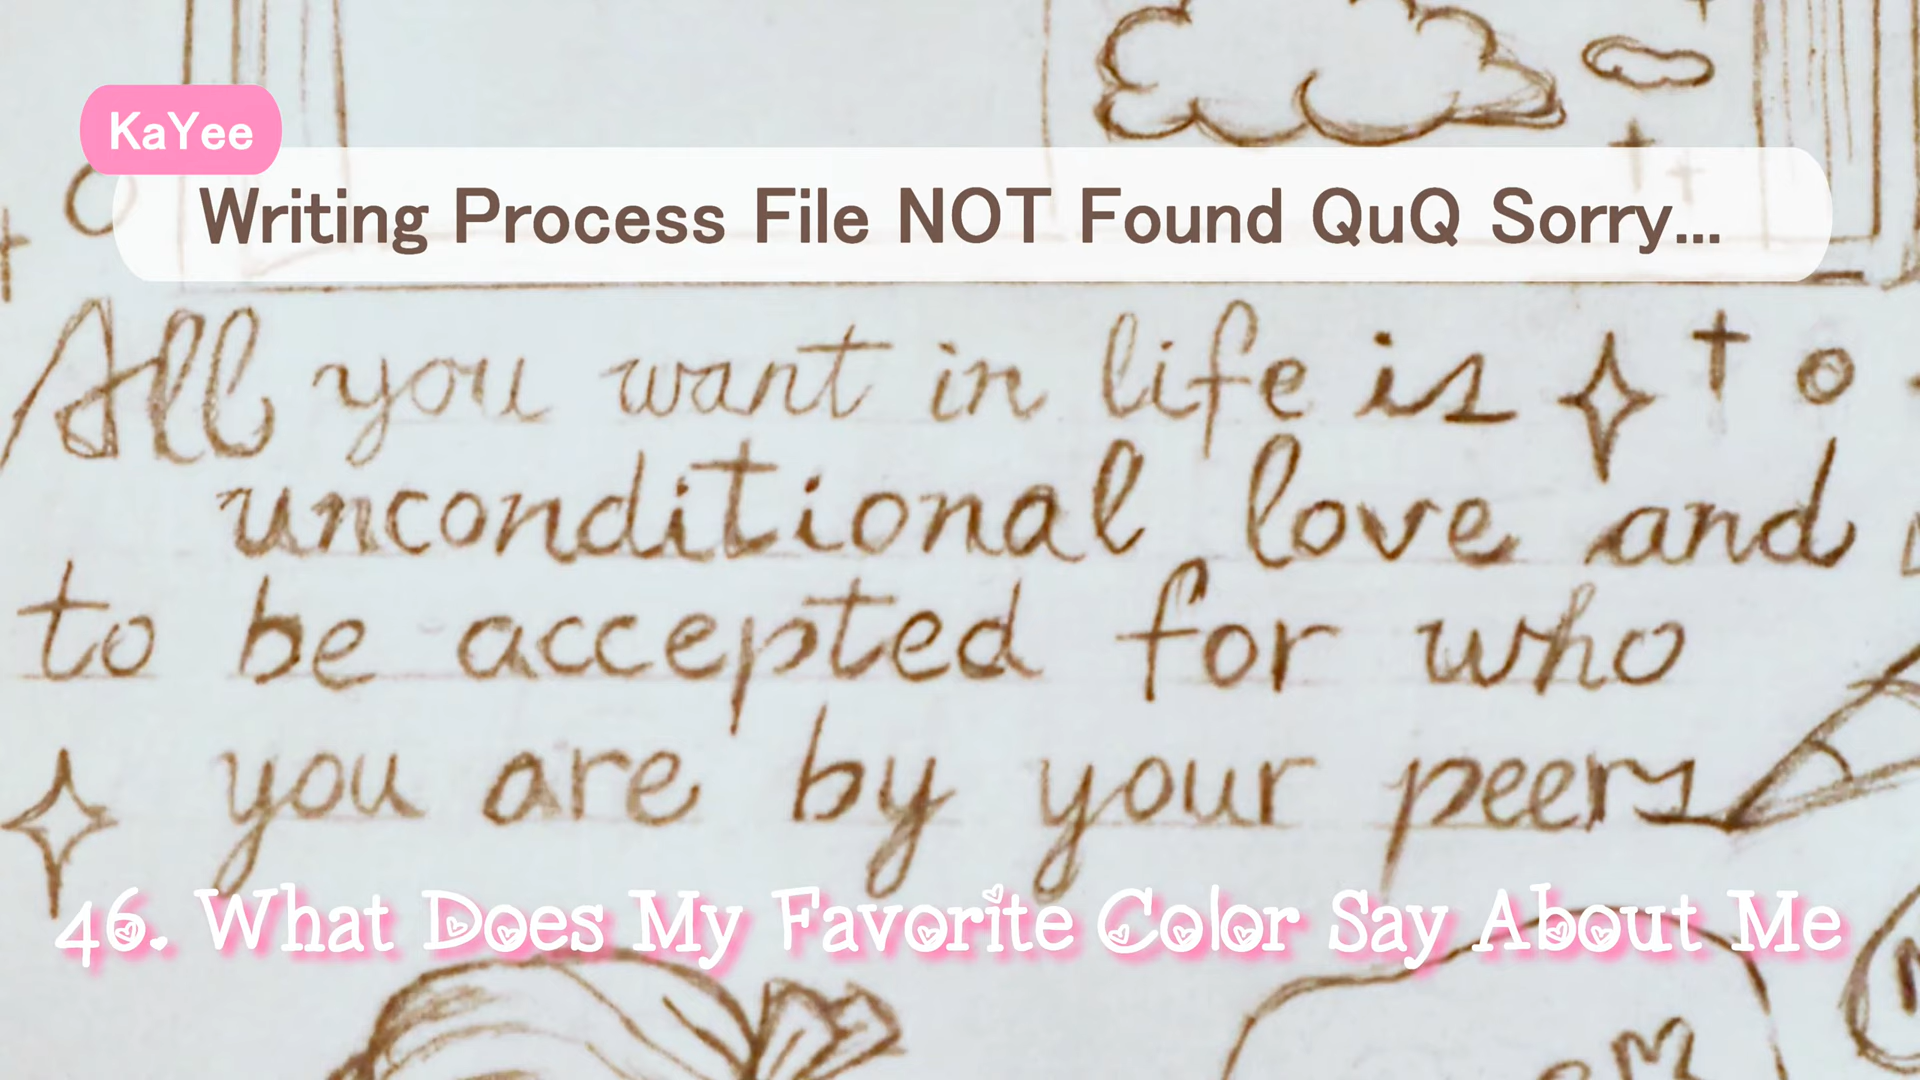 KaYee
Writing Process File NOT Found QuQ Sorry...
All you want in life is
unconditional love and
to be accepted for who
you are by your peers
46. What Does My Favorite Color Say About Me